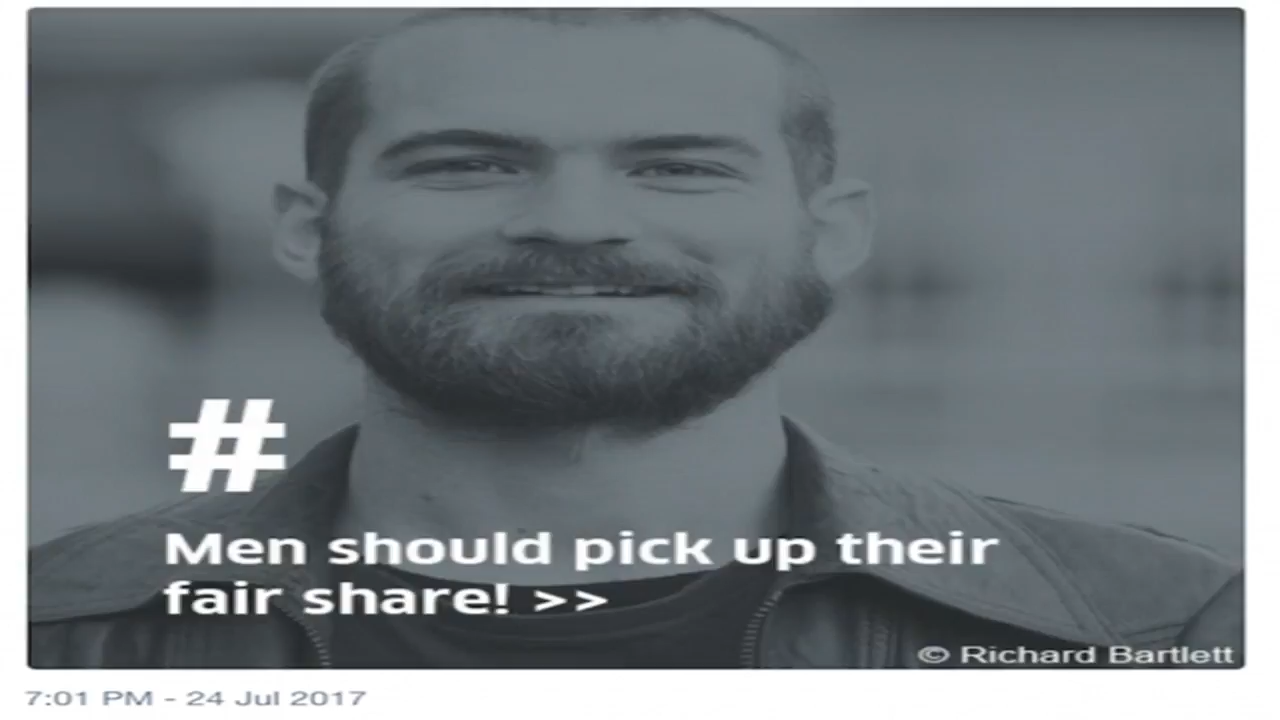 #
Men should pick up their
fair share! >>
© Richard Bartlett
7:01 PM - 24 Jul 2017